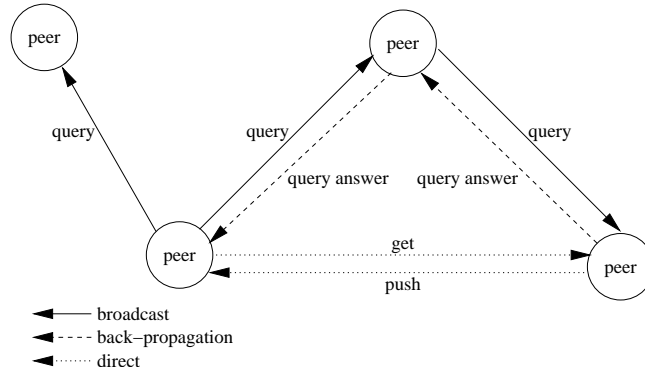 peer
peer
query
query
query
query answer
query answer
get
peer
peer
push
broadcast
back−propagation
direct